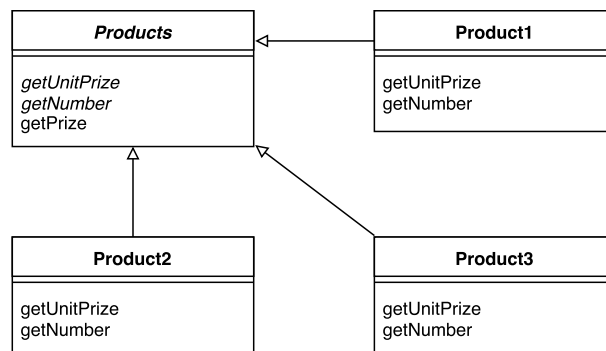 Products
getUnitPrize
getNumber
getPrize
Product1
getUnitPrize
getNumber
Product2
getUnitPrize
getNumber
Product3
getUnitPrize
getNumber